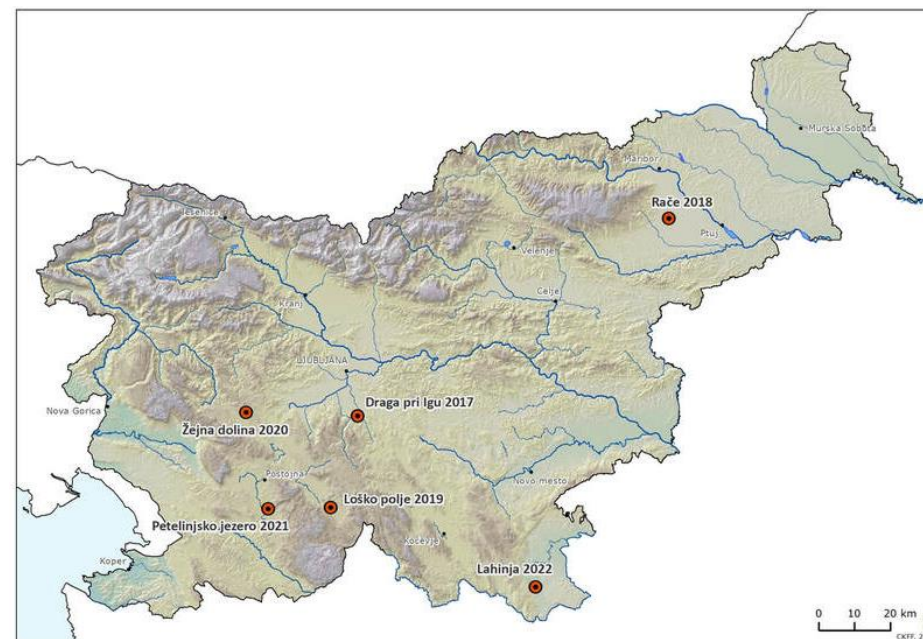 Murska Sobota
Maribor
Rače 2018
Ptuj
Jesenice
Velenje
Celje
Kranj
LJUBLJANA
Draga pri Igu 2017
Nova Gorica
Žejna dolina 2020
Postojna
Novo mesto
Loško polje 2019
Petelinjsko jezero 2021
Kočevje
Koper
Lahinja 2022
0 10 20 km